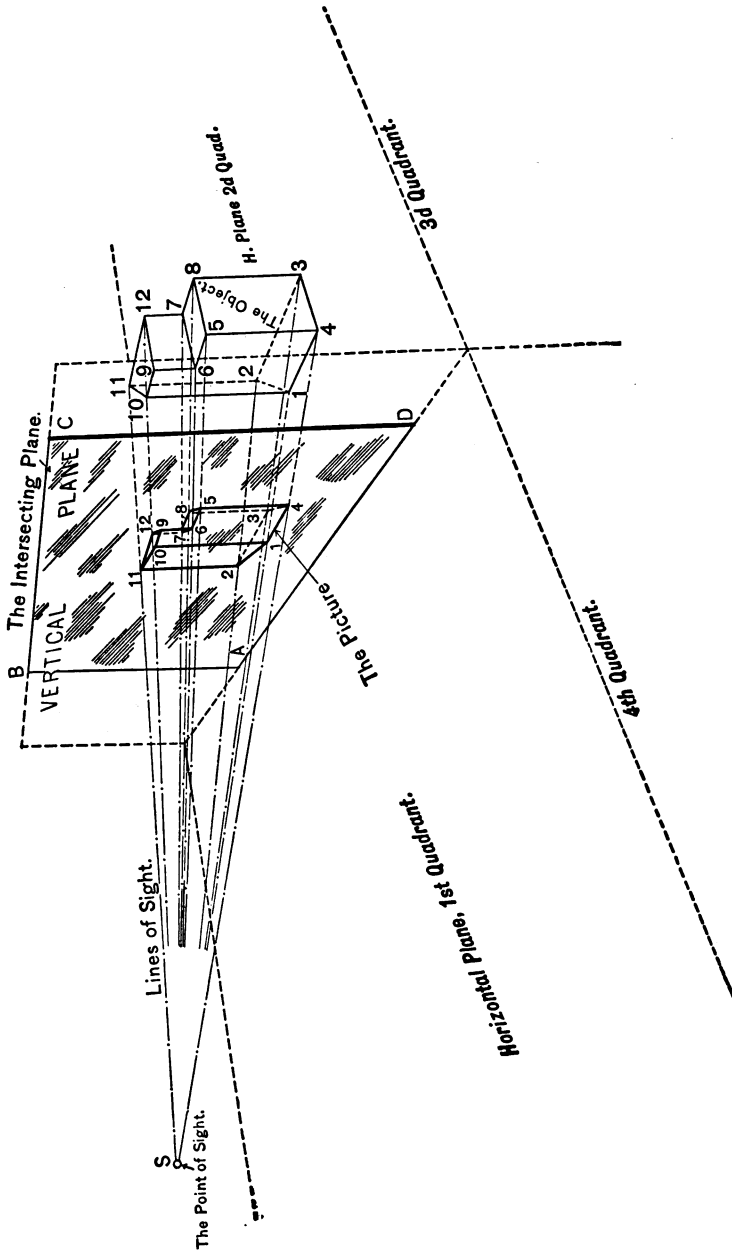 The Intersecting Plane.
B
C
VERTICAL PLANE
A
D
11
12
10
9
8
7
6
5
2
3
1
4
The Picture
11
12
10
9
7
8
6
5
2
3
1
4
The Object.
H. Plane 2d Quad.
3d Quadrant.
4th Quadrant.
Horizontal Plane, 1st Quadrant.
Lines of Sight.
S
The Point of Sight.